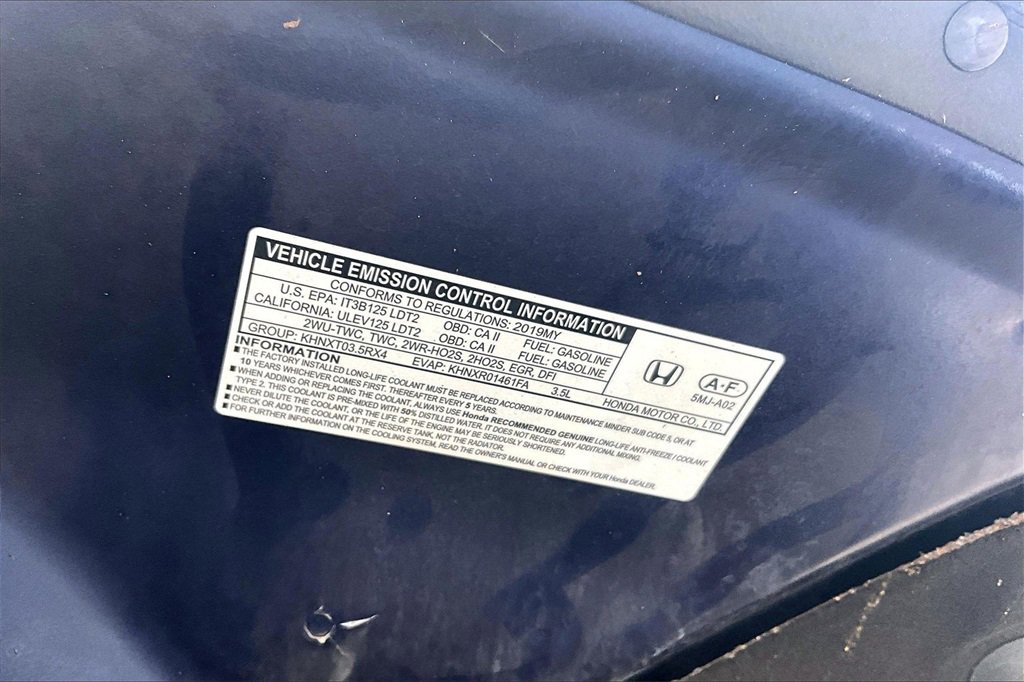 VEHICLE EMISSION CONTROL INFORMATION
CONFORMS TO REGULATIONS: 2019MY
U.S. EPA: IT3B125 LDT2 OBD: CA II FUEL: GASOLINE
CALIFORNIA: ULEV125 LDT2 OBD: CA II FUEL: GASOLINE
2WU-TWC, TWC, 2WR-HO2S, 2HO2S, EGR, DFI
GROUP: KHNXT03.5RX4 EVAP: KHNXR01461FA 3.5L
A-F
5MJ-A02
HONDA MOTOR CO., LTD.
INFORMATION
■ THE FACTORY INSTALLED LONG-LIFE COOLANT MUST BE REPLACED ACCORDING TO MAINTENANCE MINDER SUB CODE 5, OR AT
10 YEARS WHICHEVER COMES FIRST. THEREAFTER EVERY 5 YEARS.
■ WHEN ADDING OR REPLACING THE COOLANT, ALWAYS USE Honda RECOMMENDED GENUINE LONG-LIFE ANTI-FREEZE / COOLANT
TYPE 2. THIS COOLANT IS PRE-MIXED WITH 50% DISTILLED WATER. IT DOES NOT REQUIRE ANY ADDITIONAL MIXING.
■ NEVER DILUTE THE COOLANT, OR THE LIFE OF THE ENGINE MAY BE SERIOUSLY SHORTENED.
■ CHECK OR ADD THE COOLANT AT THE RESERVE TANK, NOT THE RADIATOR.
■ FOR FURTHER INFORMATION ON THE COOLING SYSTEM, READ THE OWNER'S MANUAL OR CHECK WITH YOUR Honda DEALER.